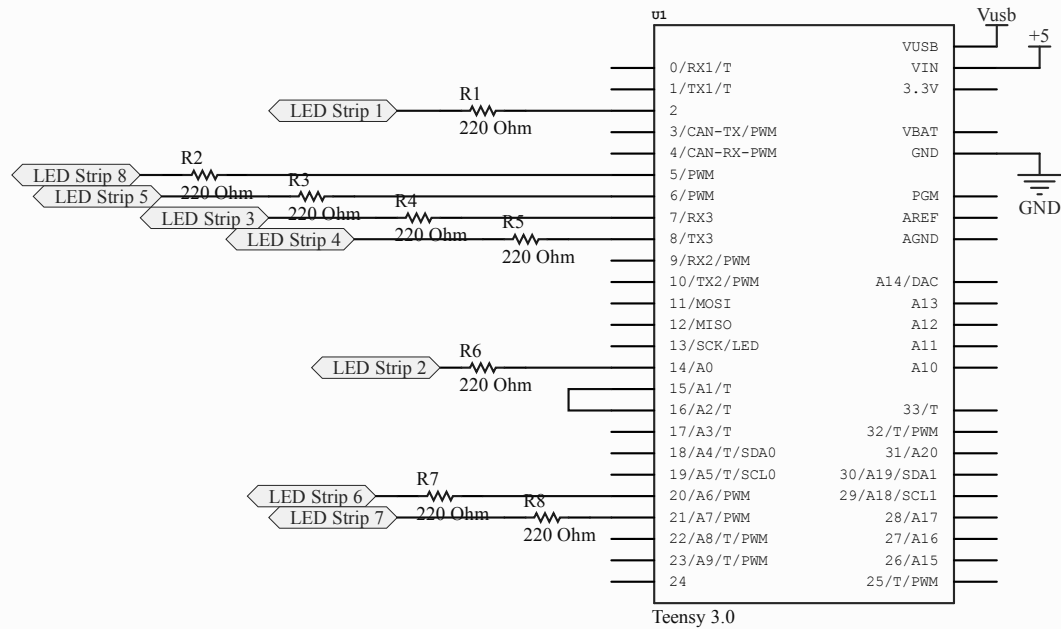 U1
Vusb
+5
VUSB
0/RX1/T
VIN
1/TX1/T
3.3V
LED Strip 1
R1
220 Ohm
2
3/CAN-TX/PWM
VBAT
4/CAN-RX-PWM
GND
GND
LED Strip 8
R2
220 Ohm
5/PWM
LED Strip 5
R3
220 Ohm
6/PWM
PGM
LED Strip 3
R4
220 Ohm
7/RX3
AREF
LED Strip 4
R5
220 Ohm
8/TX3
AGND
9/RX2/PWM
10/TX2/PWM
A14/DAC
11/MOSI
A13
12/MISO
A12
13/SCK/LED
A11
LED Strip 2
R6
220 Ohm
14/A0
A10
15/A1/T
16/A2/T
33/T
17/A3/T
32/T/PWM
18/A4/T/SDA0
31/A20
19/A5/T/SCL0
30/A19/SDA1
LED Strip 6
R7
220 Ohm
20/A6/PWM
29/A18/SCL1
LED Strip 7
R8
220 Ohm
21/A7/PWM
28/A17
22/A8/T/PWM
27/A16
23/A9/T/PWM
26/A15
24
25/T/PWM
Teensy 3.0